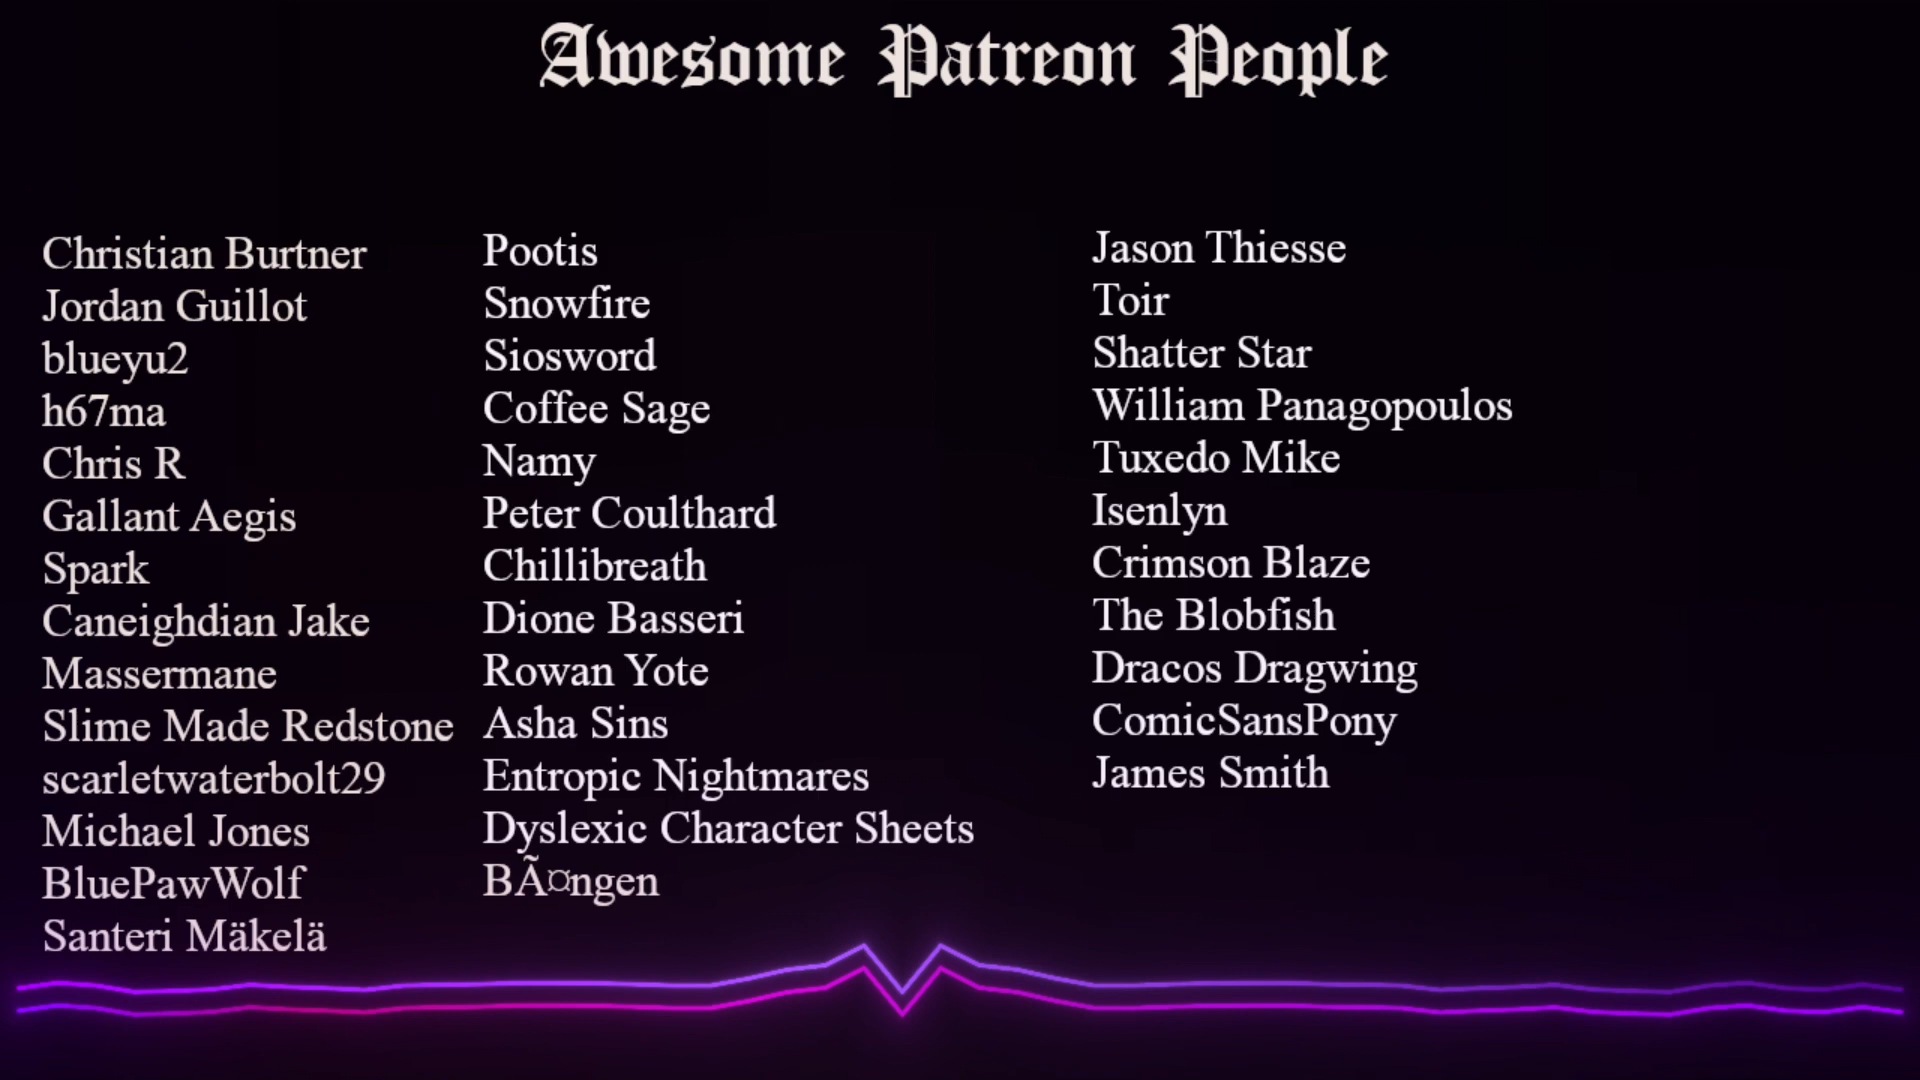 Awesome Patreon People
Christian Burtner
Jordan Guillot
blueyu2
h67ma
Chris R
Gallant Aegis
Spark
Caneighdian Jake
Massermane
Slime Made Redstone
scarletwaterbolt29
Michael Jones
BluePawWolf
Santeri Mäkelä
Pootis
Snowfire
Siosword
Coffee Sage
Namy
Peter Coulthard
Chillibreath
Dione Basseri
Rowan Yote
Asha Sins
Entropic Nightmares
Dyslexic Character Sheets
BÃ¤ngen
Jason Thiesse
Toir
Shatter Star
William Panagopoulos
Tuxedo Mike
Isenlyn
Crimson Blaze
The Blobfish
Dracos Dragwing
ComicSansPony
James Smith